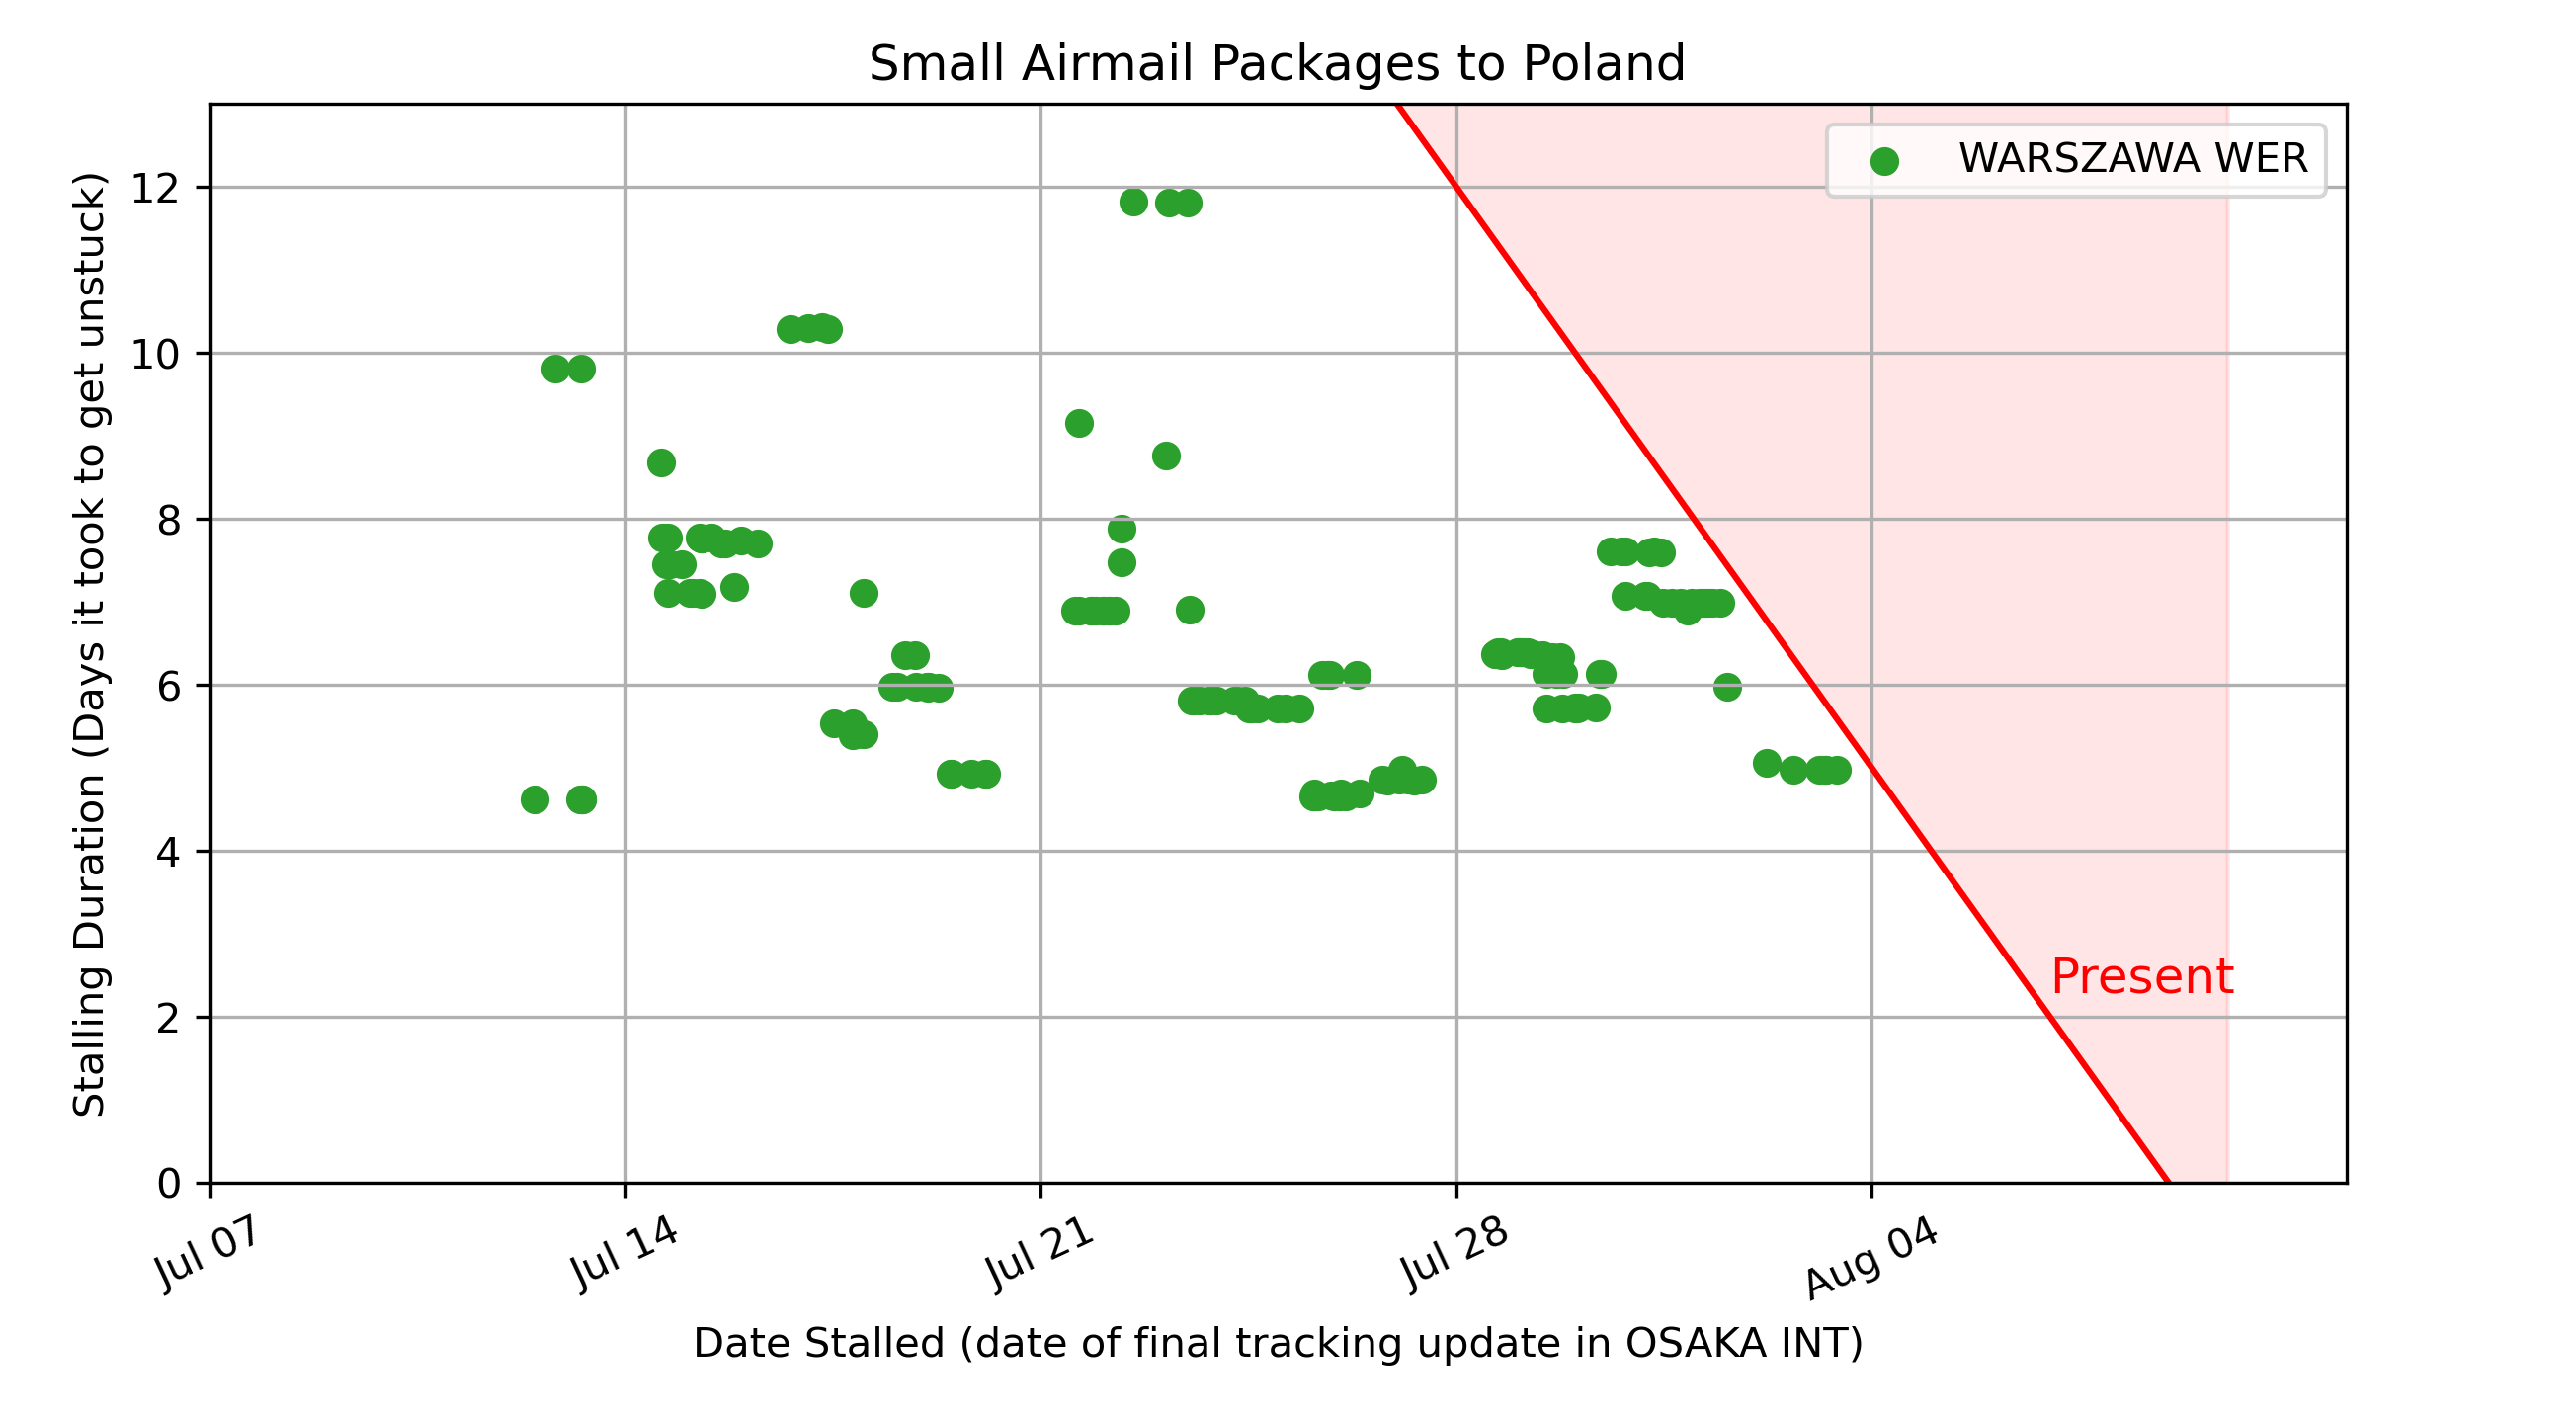 Small Airmail Packages to Poland
WARSZAWA WER
Stalling Duration (Days it took to get unstuck)
12
10
8
6
4
2
0
Present
Jul 07
Jul 14
Jul 21
Jul 28
Aug 04
Date Stalled (date of final tracking update in OSAKA INT)